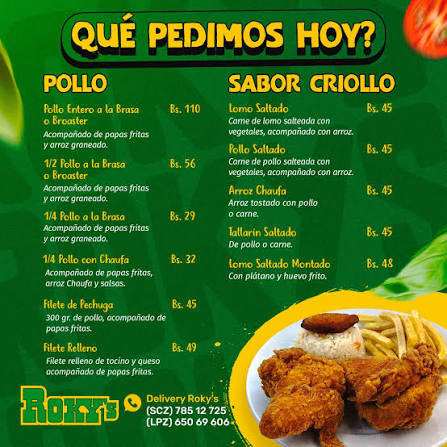 QUÉ PEDIMOS HOY?
POLLO
Pollo Entero a la Brasa Bs. 110
o Broaster
Acompañado de papas fritas
y arroz graneado.
1/2 Pollo a la Brasa Bs. 56
o Broaster
Acompañado de papas fritas
y arroz graneado.
1/4 Pollo a la Brasa Bs. 29
Acompañado de papas fritas
y arroz graneado.
1/4 Pollo con Chaufa Bs. 32
Acompañado de papas fritas,
arroz Chaufa y salsas.
Filete de Pechuga Bs. 45
300 gr. de pollo, acompañado de
papas fritas.
Filete Relleno Bs. 49
Filete relleno de tocino y queso
acompañado de papas fritas.
SABOR CRIOLLO
Lomo Saltado Bs. 45
Carne de lomo salteada con
vegetales, acompañado con arroz.
Pollo Saltado Bs. 45
Carne de pollo salteada con
vegetales, acompañado con arroz.
Arroz Chaufa Bs. 45
Arroz tostado con pollo
o carne.
Tallarin Saltado Bs. 45
De pollo o carne.
Lomo Saltado Montado Bs. 48
Con plátano y huevo frito.
ROKY's
Delivery Roky's
(SCZ) 785 12 725
(LPZ) 650 69 606